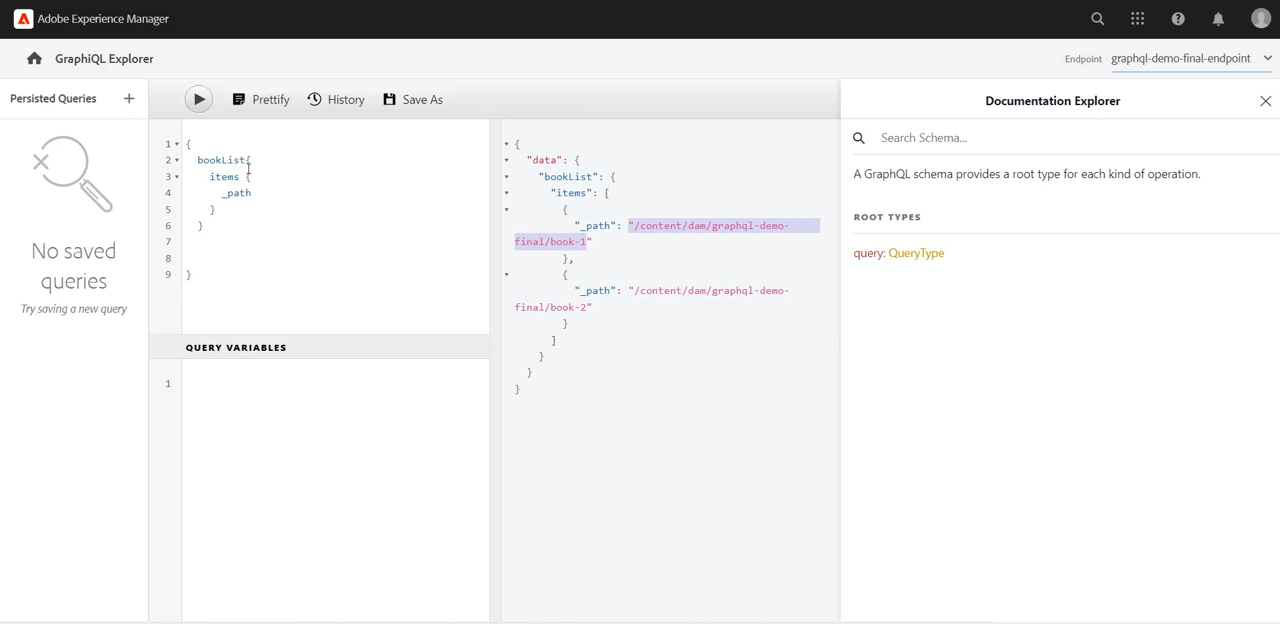 Adobe Experience Manager
GraphiQL Explorer
Endpoint graphql-demo-final-endpoint
Persisted Queries +
No saved
queries
Try saving a new query
Prettify History Save As
1 {
2 bookList{
3 items {
4 _path
5 }
6 }
7
8
9 }
QUERY VARIABLES
1
{
"data": {
"bookList": {
"items": [
{
"_path": "/content/dam/graphql-demo-
final/book-1"
},
{
"_path": "/content/dam/graphql-demo-
final/book-2"
}
]
}
}
}
Documentation Explorer
Search Schema...
A GraphQL schema provides a root type for each kind of operation.
ROOT TYPES
query: QueryType